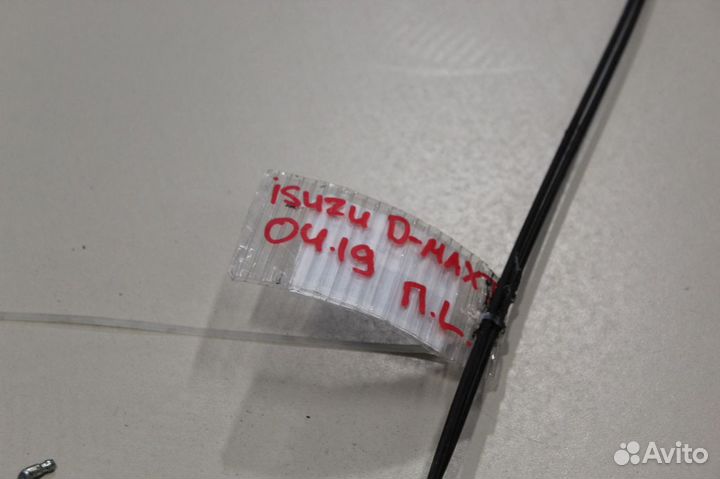 isuzu D-MAX
04.19
П.L.
Avito